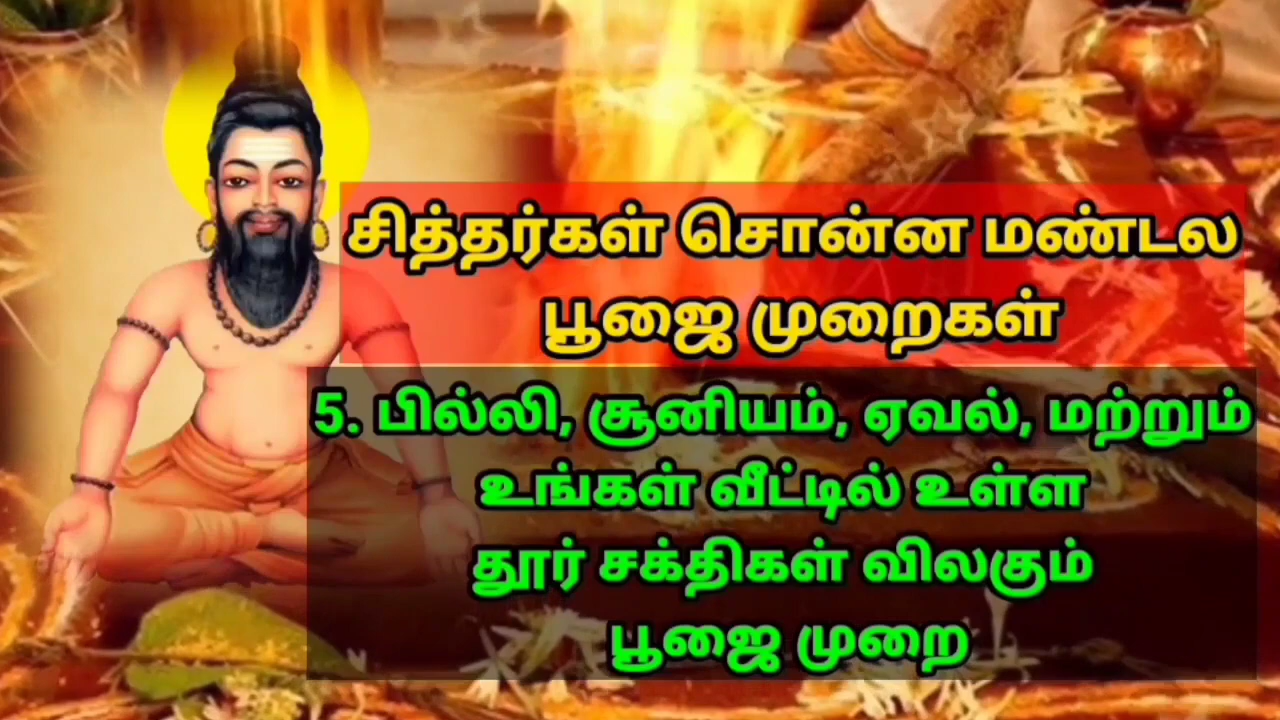 சித்தர்கள் சொன்ன மண்டல
பூஜை முறைகள்
5. பில்லி, சூனியம், ஏவல், மற்றும்
உங்கள் வீட்டில் உள்ள
தூர் சக்திகள் விலகும்
பூஜை முறை